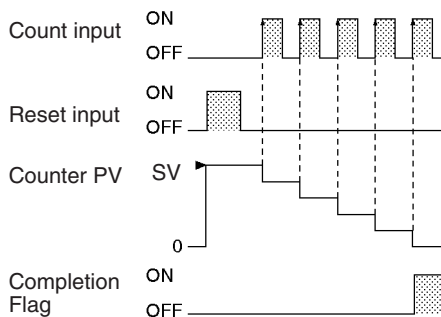 ON
Count input
OFF
ON
Reset input
OFF
Counter PV SV
0
Completion Flag
ON
OFF